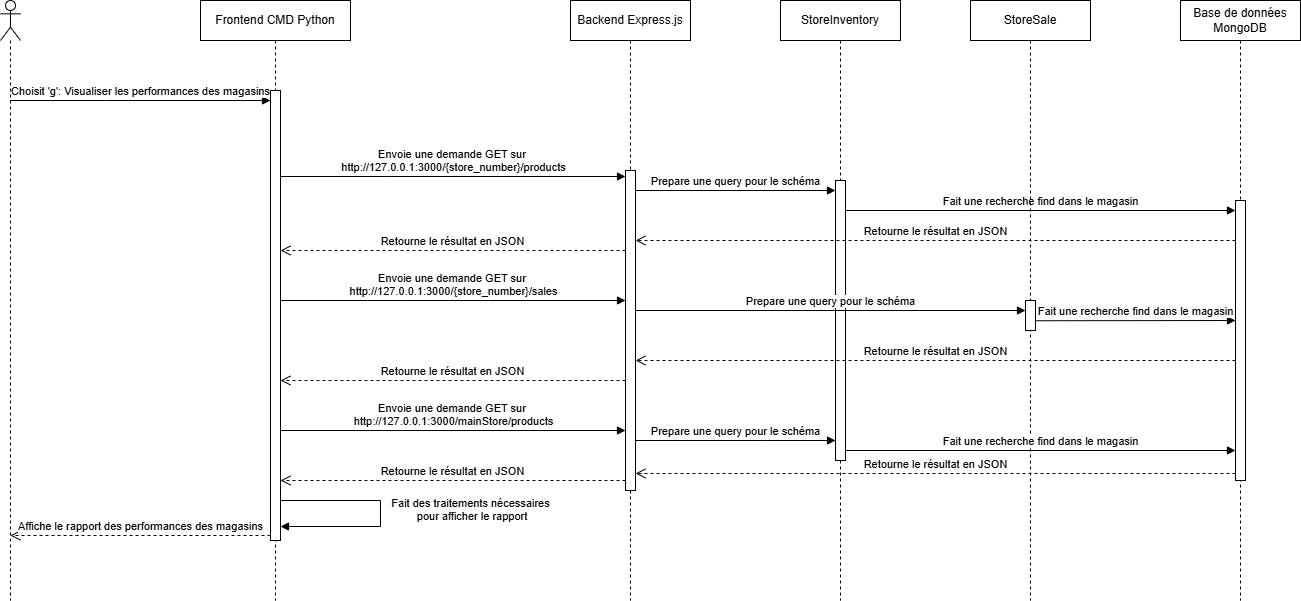 Frontend CMD Python
Backend Express.js
StoreInventory
StoreSale
Base de données
MongoDB
Choisit 'g': Visualiser les performances des magasins
Envoie une demande GET sur
http://127.0.0.1:3000/{store_number}/products
Prepare une query pour le schéma
Fait une recherche find dans le magasin
Retourne le résultat en JSON
Retourne le résultat en JSON
Envoie une demande GET sur
http://127.0.0.1:3000/{store_number}/sales
Prepare une query pour le schéma
Fait une recherche find dans le magasin
Retourne le résultat en JSON
Retourne le résultat en JSON
Envoie une demande GET sur
http://127.0.0.1:3000/mainStore/products
Prepare une query pour le schéma
Fait une recherche find dans le magasin
Retourne le résultat en JSON
Retourne le résultat en JSON
Fait des traitements nécessaires
pour afficher le rapport
Affiche le rapport des performances des magasins